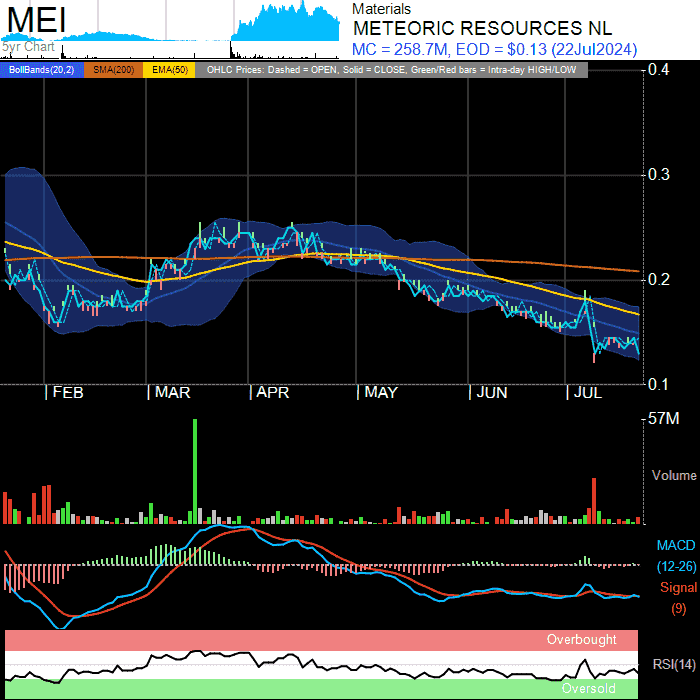 MEI
5yr Chart
Materials
METEORIC RESOURCES NL
MC = 258.7M, EOD = $0.13 (22Jul2024)
BollBands(20,2) SMA(200) EMA(50) OHLC Prices: Dashed = OPEN, Solid = CLOSE, Green/Red bars = Intra-day HIGH/LOW
0.4
0.3
0.2
0.1
FEB MAR APR MAY JUN JUL
57M
Volume
MACD
(12-26)
Signal
(9)
Overbought
RSI(14)
Oversold